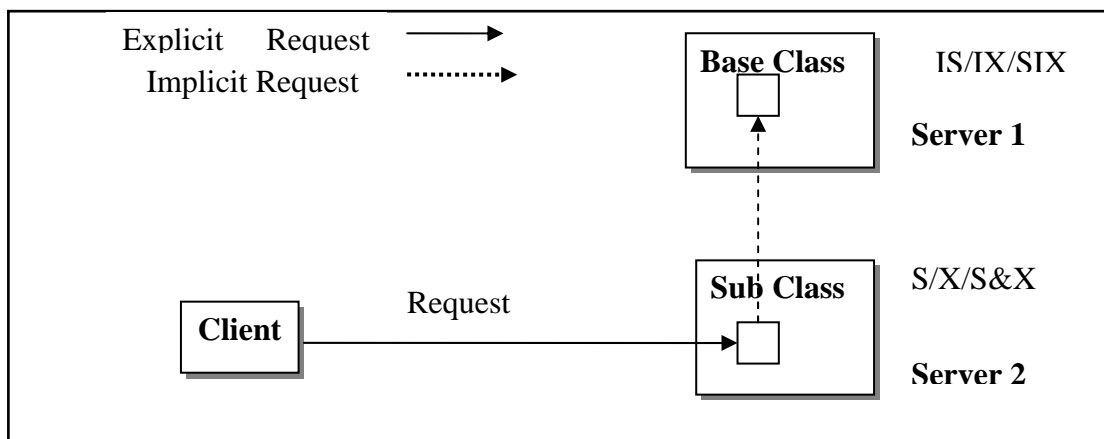 Explicit Request
Implicit Request
Base Class
IS/IX/SIX
Server 1
Sub Class
S/X/S&X
Request
Client
Server 2